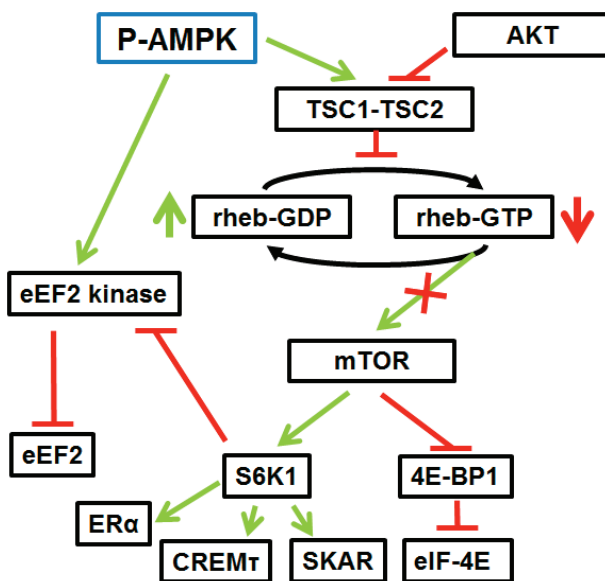 P-AMPK
AKT
TSC1-TSC2
rheb-GDP
rheb-GTP
eEF2 kinase
mTOR
eEF2
S6K1
4E-BP1
ERα
CREMτ
SKAR
eIF-4E